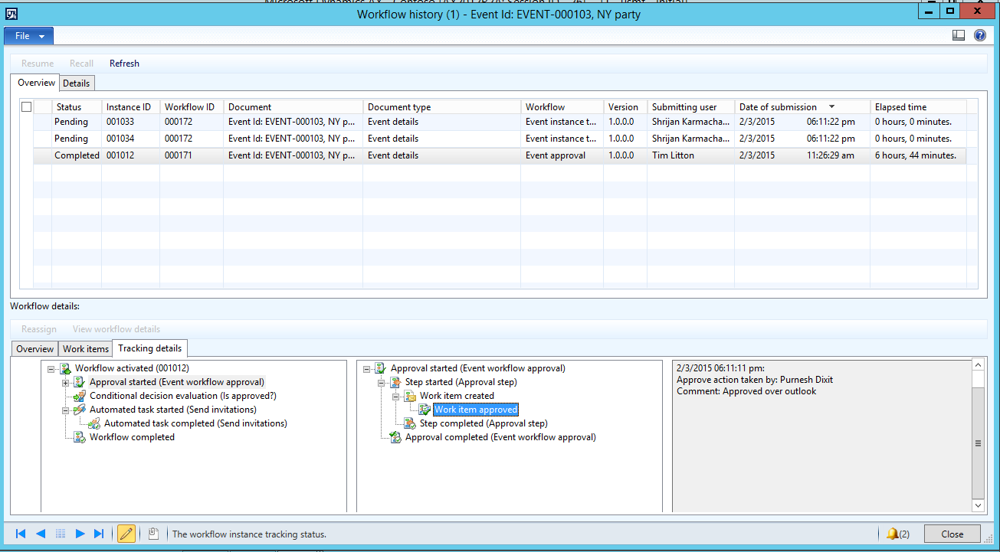 Workflow history (1) - Event Id: EVENT-000103, NY party
File
Resume Recall Refresh
Overview Details
Status Instance ID Workflow ID Document Document type Workflow Version Submitting user Date of submission Elapsed time
Pending 001033 000172 Event Id: EVENT-000103, NY p... Event details Event instance t... 1.0.0.0 Shrijan Karmacha... 2/3/2015 06:11:22 pm 0 hours, 0 minutes.
Pending 001034 000172 Event Id: EVENT-000103, NY p... Event details Event instance t... 1.0.0.0 Shrijan Karmacha... 2/3/2015 06:11:22 pm 0 hours, 0 minutes.
Completed 001012 000171 Event Id: EVENT-000103, NY p... Event details Event approval 1.0.0.0 Tim Litton 2/3/2015 11:26:29 am 6 hours, 44 minutes.
Workflow details:
Reassign View workflow details
Overview Work items Tracking details
Workflow activated (001012)
Approval started (Event workflow approval)
Conditional decision evaluation (Is approved?)
Automated task started (Send invitations)
Automated task completed (Send invitations)
Workflow completed
Approval started (Event workflow approval)
Step started (Approval step)
Work item created
Work item approved
Step completed (Approval step)
Approval completed (Event workflow approval)
2/3/2015 06:11:11 pm:
Approve action taken by: Purnesh Dixit
Comment: Approved over outlook
The workflow instance tracking status.
(2)
Close